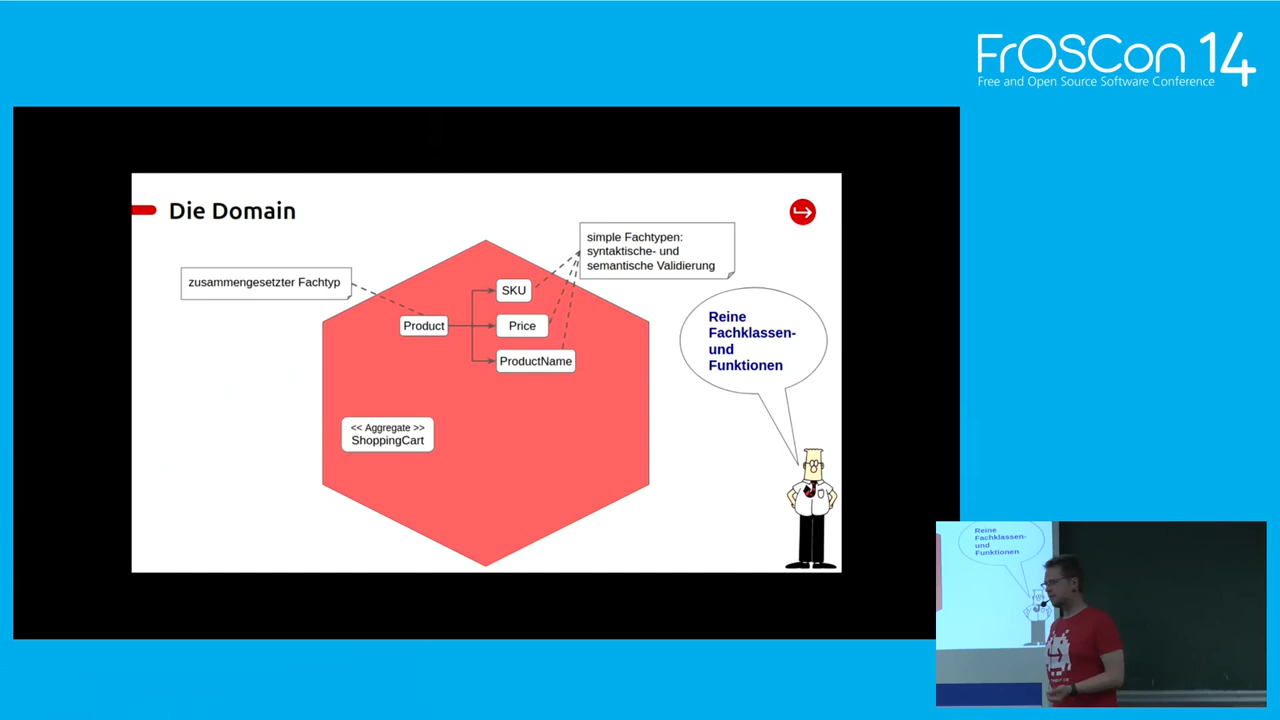 FrOSCon 14
Free and Open Source Software Conference
Die Domain
simple Fachtypen:
syntaktische- und
semantische Validierung
zusammengesetzter Fachtyp
SKU
Product
Price
ProductName
Reine
Fachklassen-
und
Funktionen
<< Aggregate >>
ShoppingCart
Reine
Fachklassen-
und
Funktionen